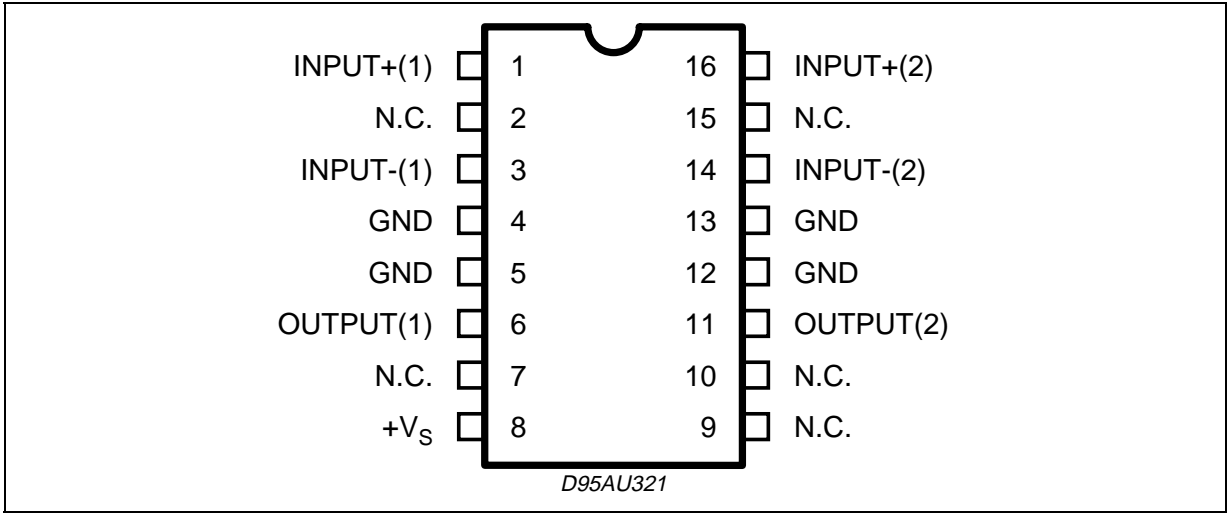 INPUT+(1) 1 16 INPUT+(2)
N.C. 2 15 N.C.
INPUT-(1) 3 14 INPUT-(2)
GND 4 13 GND
GND 5 12 GND
OUTPUT(1) 6 11 OUTPUT(2)
N.C. 7 10 N.C.
+VS 8 9 N.C.
D95AU321